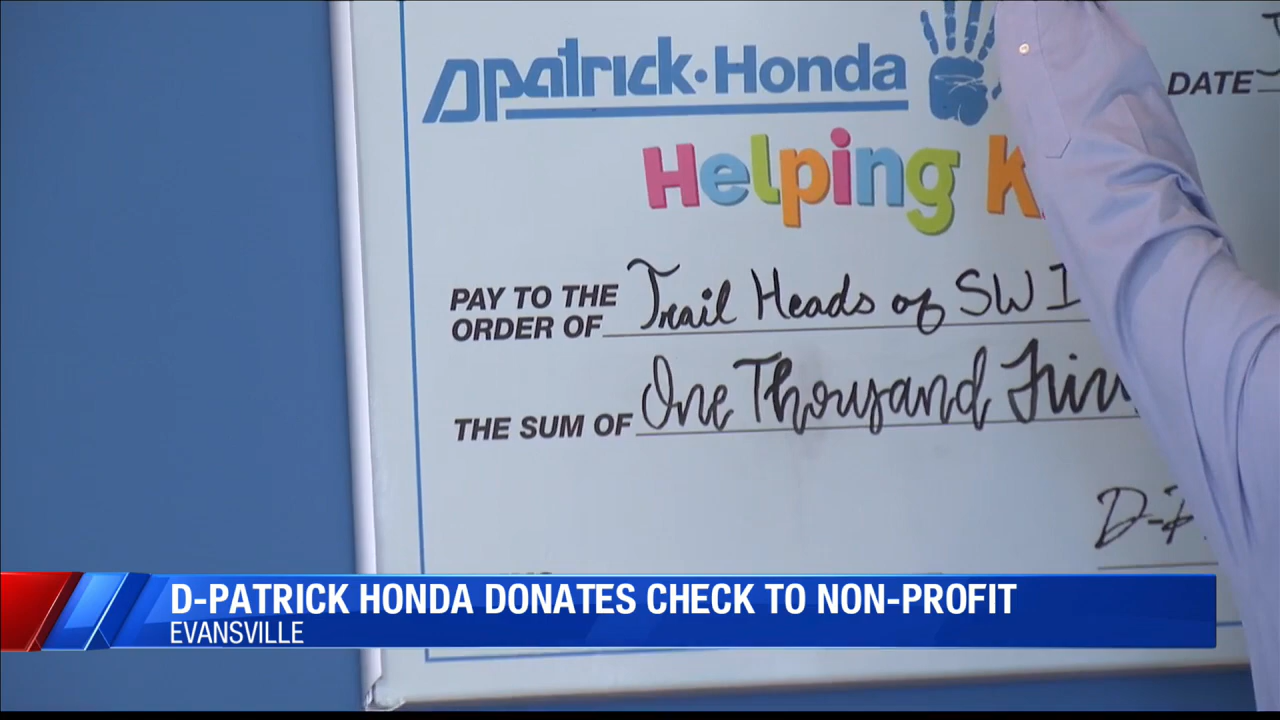 Dpatrick·Honda
DATE
Helping
PAY TO THE
ORDER OF Trail Heads of SW I
THE SUM OF One Thousand
D-P
D-PATRICK HONDA DONATES CHECK TO NON-PROFIT
EVANSVILLE